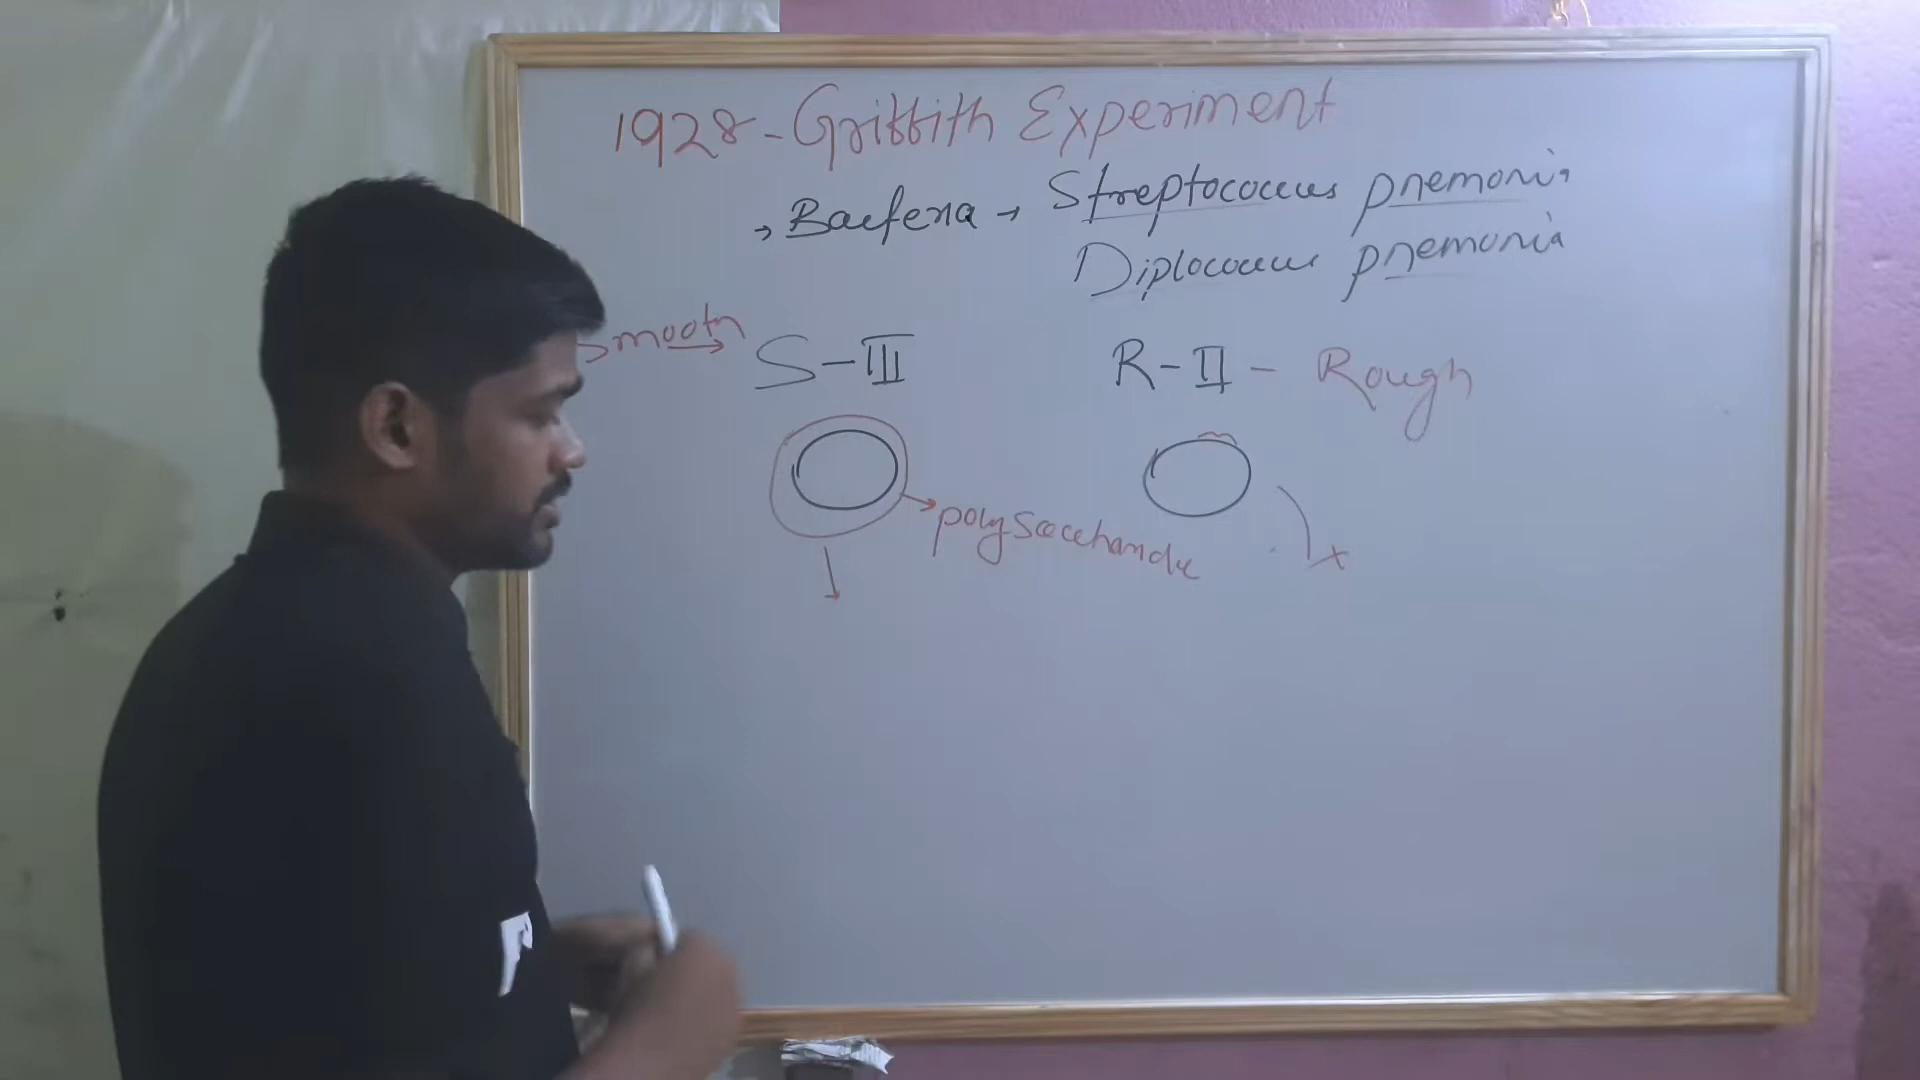 1928 - Griffith Experiment
→ Bacteria → Streptococcus pnemonia
Diplococcus pnemonia
Smooth → S-III
R-II - Rough
→ polysaccharide
x